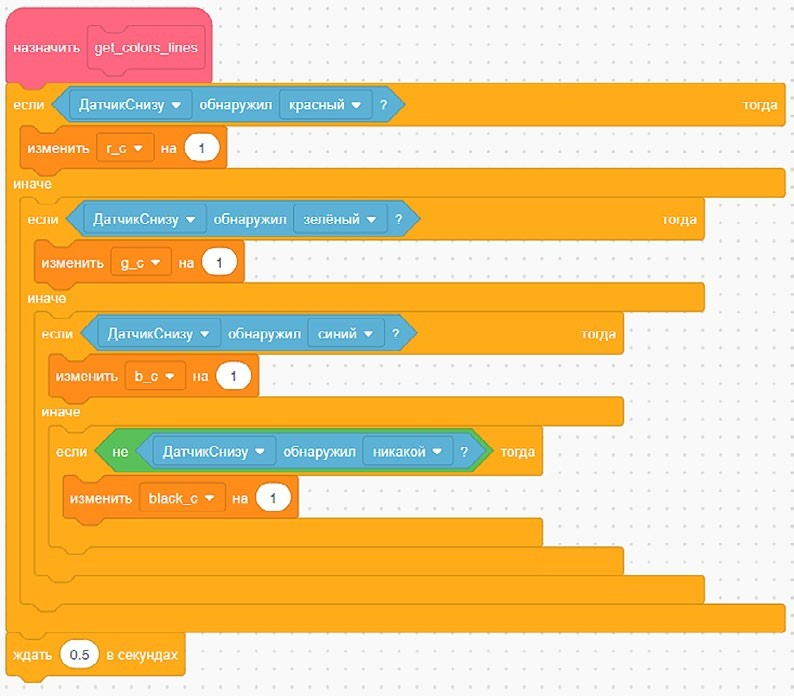 назначить get_colors_lines
если ДатчикСнизу обнаружил красный ? тогда
изменить r_c на 1
иначе
если ДатчикСнизу обнаружил зелёный ? тогда
изменить g_c на 1
иначе
если ДатчикСнизу обнаружил синий ? тогда
изменить b_c на 1
иначе
если не ДатчикСнизу обнаружил никакой ? тогда
изменить black_c на 1
ждать 0.5 в секундах